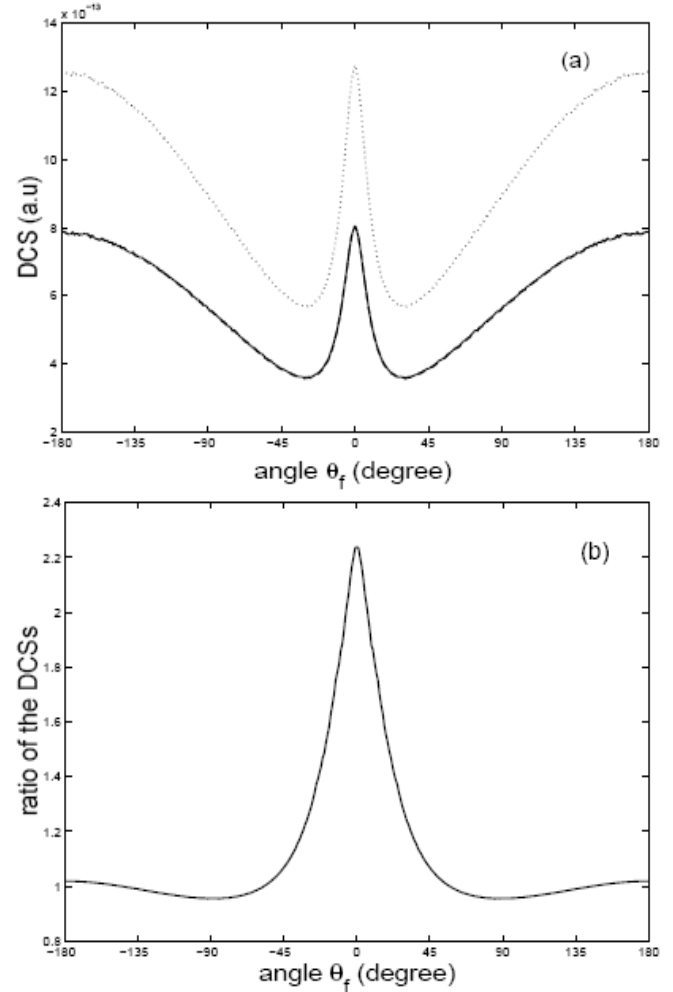 × 10⁻¹³
14
12
10
8
6
4
2
DCS (a.u)
(a)
−180 −135 −90 −45 0 45 90 135 180
angle θf (degree)
2.4
2.2
2
1.8
1.6
1.4
1.2
1
0.8
ratio of the DCSs
(b)
−180 −135 −90 −45 0 45 90 135 180
angle θf (degree)